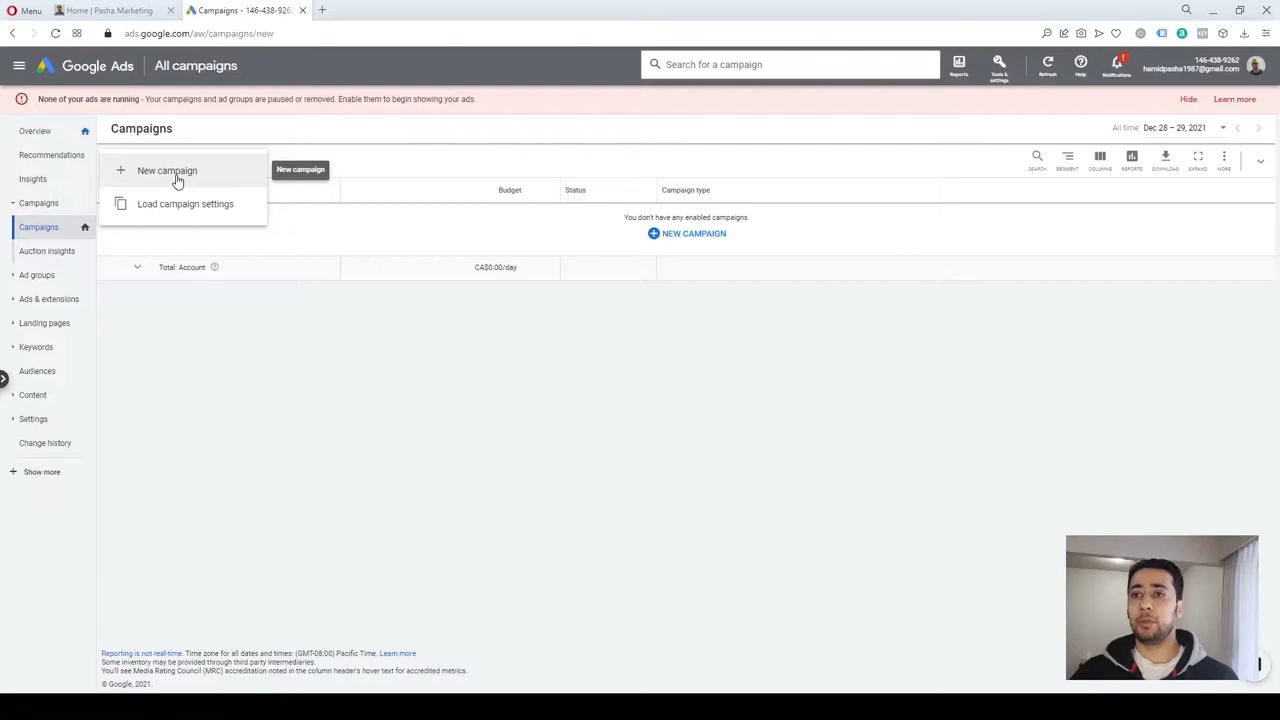 Menu
Home | Pasha Marketing
Campaigns - 146-438-9262
ads.google.com/aw/campaigns/new
Google Ads
All campaigns
Search for a campaign
Reports
Tools & settings
Refresh
Help
!
Notifications
146-438-9262
hamidpasha1987@gmail.com
None of your ads are running - Your campaigns and ad groups are paused or removed. Enable them to begin showing your ads.
Hide
Learn more
Overview
Recommendations
Insights
Campaigns
Campaigns
Auction insights
Ad groups
Ads & extensions
Landing pages
Keywords
Audiences
Content
Settings
Change history
Show more
Campaigns
All time
Dec 28 – 29, 2021
New campaign
New campaign
Load campaign settings
SEARCH
SEGMENT
COLUMNS
REPORTS
DOWNLOAD
EXPAND
MORE
Budget
Status
Campaign type
You don't have any enabled campaigns
NEW CAMPAIGN
Total: Account
CA$0.00/day
Reporting is not real-time. Time zone for all dates and times: (GMT-08:00) Pacific Time. Learn more
Some inventory may be provided through third party intermediaries.
You'll see Media Rating Council (MRC) accreditation noted in the column header's hover text for accredited metrics.
© Google, 2021.